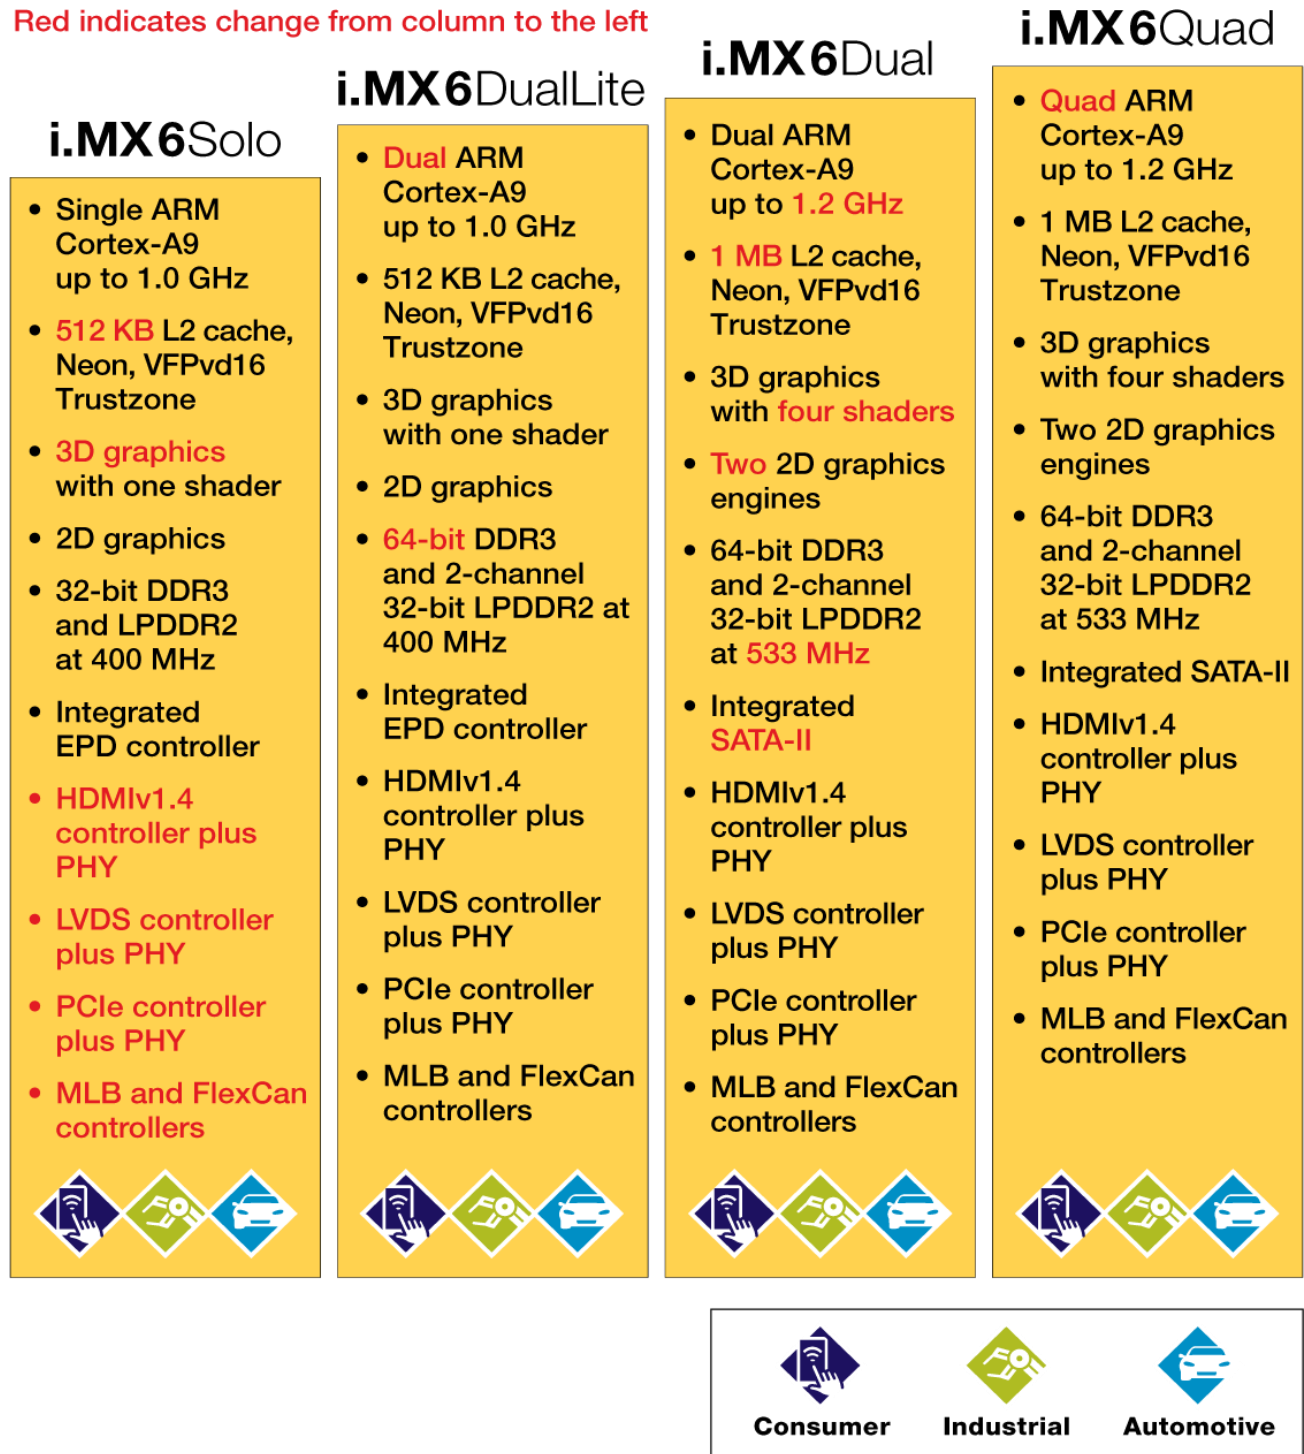 Red indicates change from column to the left
i.MX6Solo
• Single ARM
Cortex-A9
up to 1.0 GHz
• 512 KB L2 cache,
Neon, VFPvd16
Trustzone
• 3D graphics
with one shader
• 2D graphics
• 32-bit DDR3
and LPDDR2
at 400 MHz
• Integrated
EPD controller
• HDMIv1.4
controller plus
PHY
• LVDS controller
plus PHY
• PCIe controller
plus PHY
• MLB and FlexCan
controllers
i.MX6DualLite
• Dual ARM
Cortex-A9
up to 1.0 GHz
• 512 KB L2 cache,
Neon, VFPvd16
Trustzone
• 3D graphics
with one shader
• 2D graphics
• 64-bit DDR3
and 2-channel
32-bit LPDDR2 at
400 MHz
• Integrated
EPD controller
• HDMIv1.4
controller plus
PHY
• LVDS controller
plus PHY
• PCIe controller
plus PHY
• MLB and FlexCan
controllers
i.MX6Dual
• Dual ARM
Cortex-A9
up to 1.2 GHz
• 1 MB L2 cache,
Neon, VFPvd16
Trustzone
• 3D graphics
with four shaders
• Two 2D graphics
engines
• 64-bit DDR3
and 2-channel
32-bit LPDDR2
at 533 MHz
• Integrated
SATA-II
• HDMIv1.4
controller plus
PHY
• LVDS controller
plus PHY
• PCIe controller
plus PHY
• MLB and FlexCan
controllers
i.MX6Quad
• Quad ARM
Cortex-A9
up to 1.2 GHz
• 1 MB L2 cache,
Neon, VFPvd16
Trustzone
• 3D graphics
with four shaders
• Two 2D graphics
engines
• 64-bit DDR3
and 2-channel
32-bit LPDDR2
at 533 MHz
• Integrated SATA-II
• HDMIv1.4
controller plus
PHY
• LVDS controller
plus PHY
• PCIe controller
plus PHY
• MLB and FlexCan
controllers
Consumer Industrial Automotive